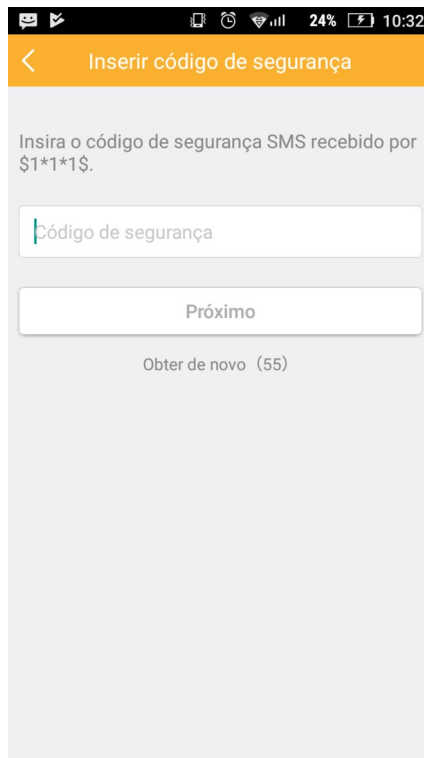 24% 10:32
Inserir código de segurança
Insira o código de segurança SMS recebido por
$1*1*1$.
Código de segurança
Próximo
Obter de novo（55）